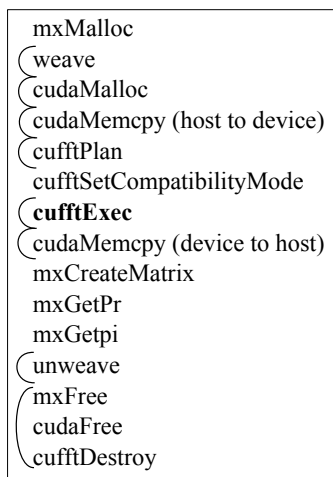 mxMalloc
weave
cudaMalloc
cudaMemcpy (host to device)
cufftPlan
cufftSetCompatibilityMode
cufftExec
cudaMemcpy (device to host)
mxCreateMatrix
mxGetPr
mxGetpi
unweave
mxFree
cudaFree
cufftDestroy